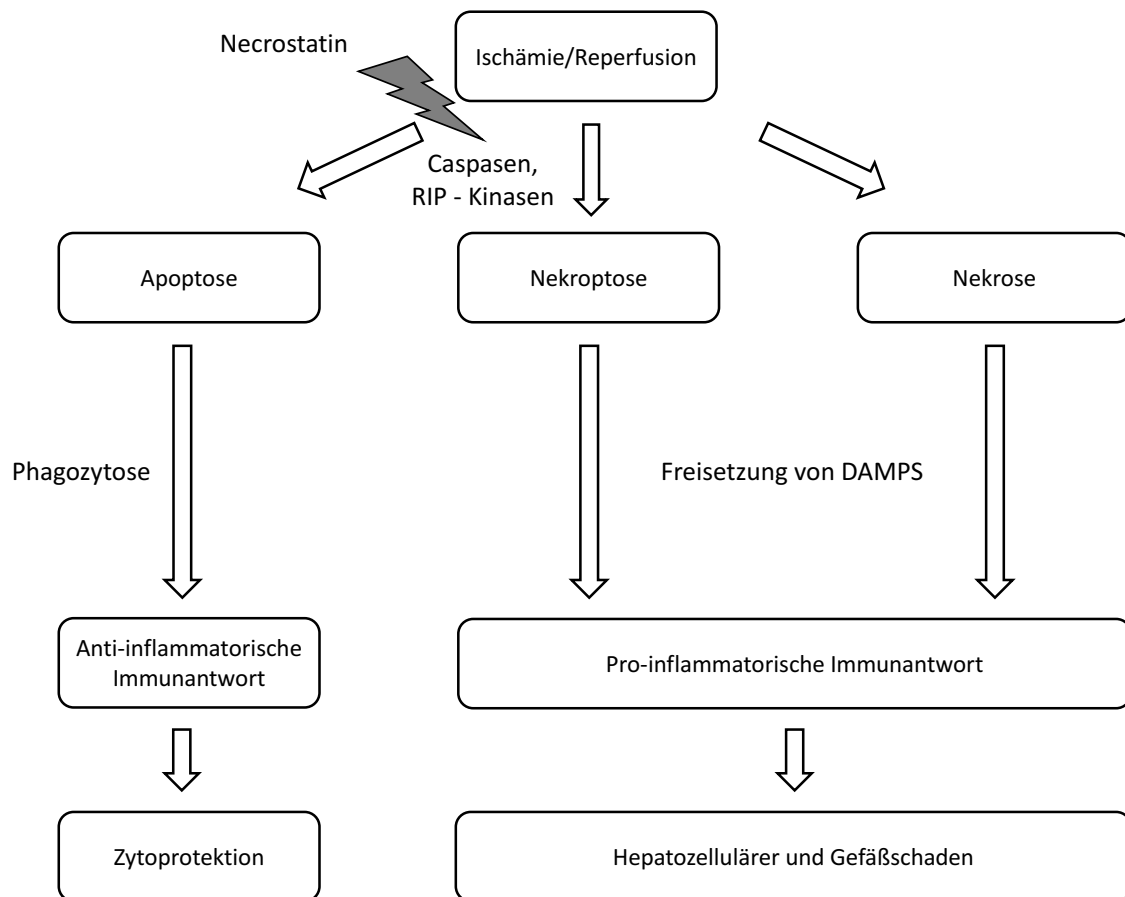 Necrostatin
Ischämie/Reperfusion
Caspasen,
RIP - Kinasen
Apoptose
Nekroptose
Nekrose
Phagozytose
Freisetzung von DAMPS
Anti-inflammatorische
Immunantwort
Pro-inflammatorische Immunantwort
Zytoprotektion
Hepatozellulärer und Gefäßschaden